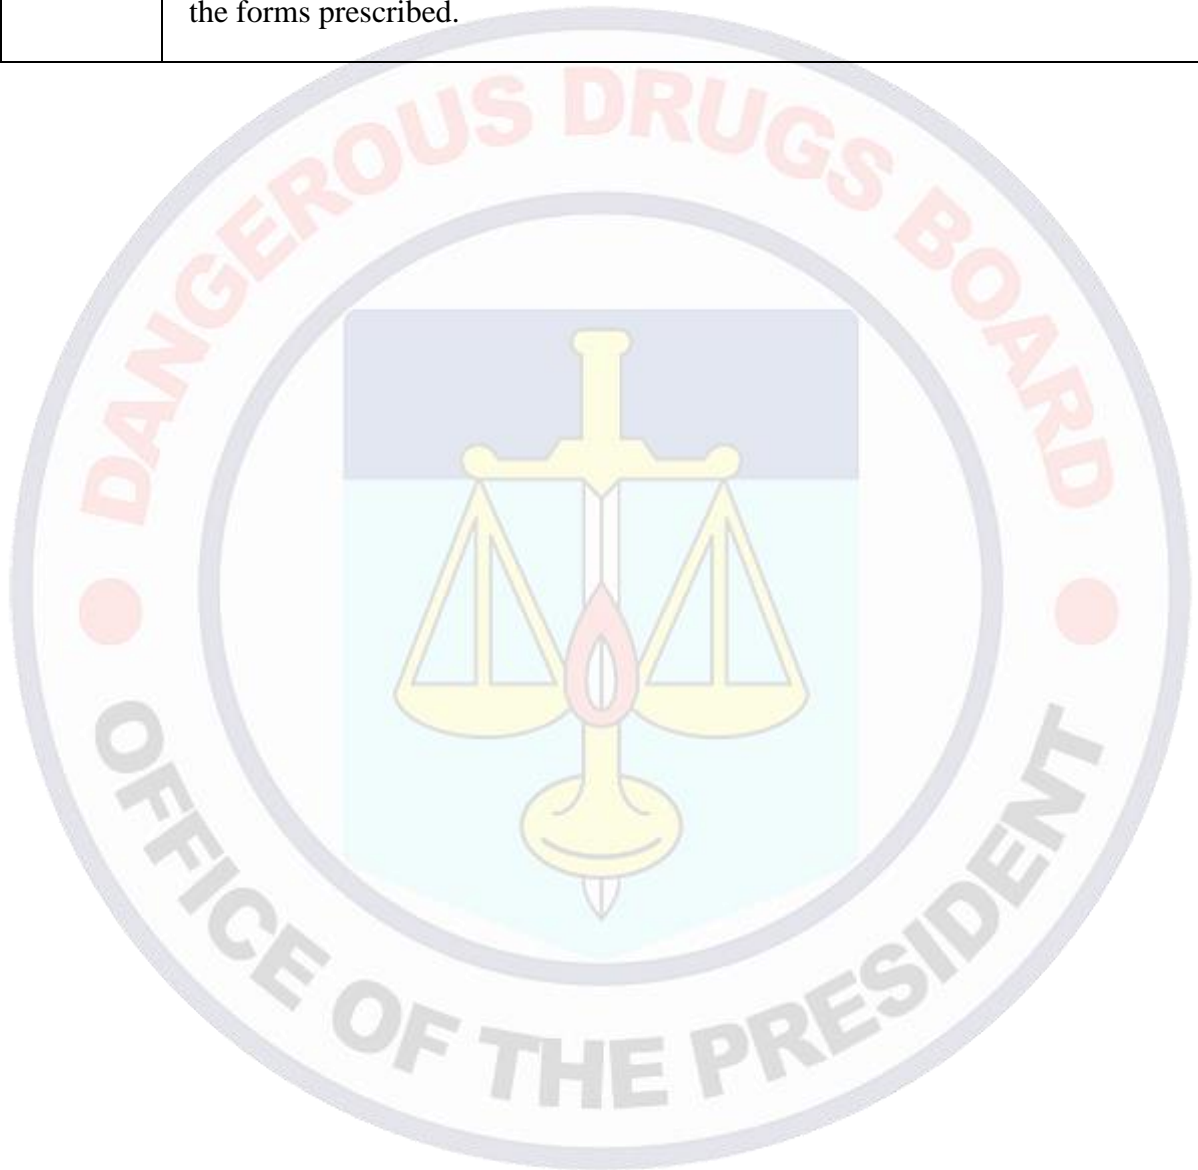 the forms prescribed.
DANGEROUS DRUGS BOARD
OFFICE OF THE PRESIDENT